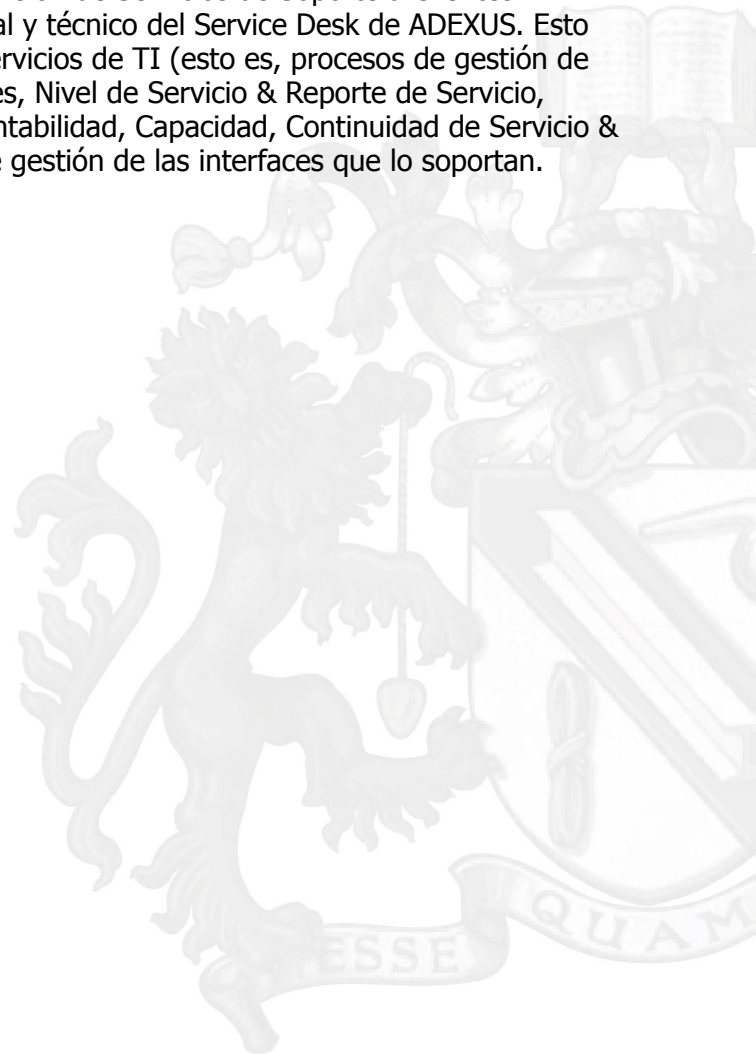 al y técnico del Service Desk de ADEXUS. Esto
ervicios de TI (esto es, procesos de gestión de
es, Nivel de Servicio & Reporte de Servicio,
ntabilidad, Capacidad, Continuidad de Servicio &
e gestión de las interfaces que lo soportan.
ESSE QUAM